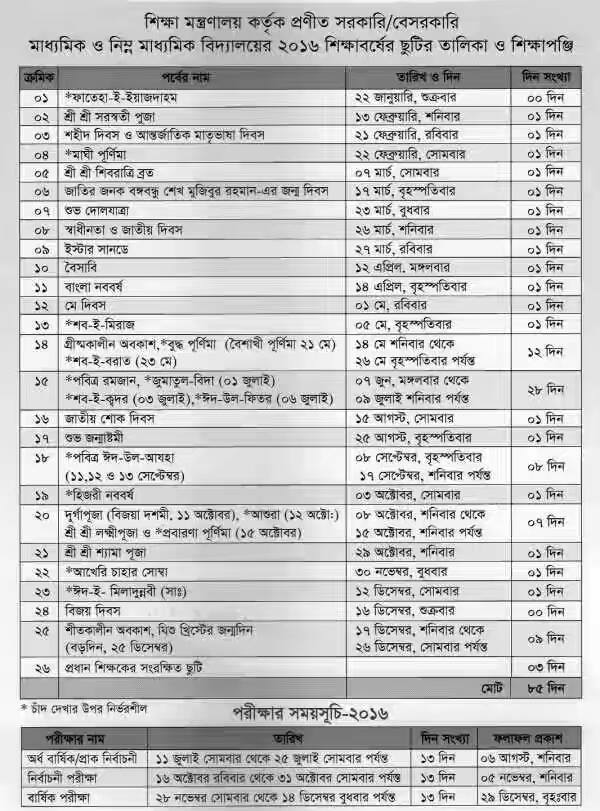 শিক্ষা মন্ত্রণালয় কর্তৃক প্রণীত সরকারি/বেসরকারি
মাধ্যমিক ও নিম্ন মাধ্যমিক বিদ্যালয়ের ২০১৬ শিক্ষাবর্ষের ছুটির তালিকা ও শিক্ষাপঞ্জি
ক্রমিক পর্বের নাম তারিখ ও দিন দিন সংখ্যা
০১ *ফাতেহা-ই-ইয়াজদাহম ২২ জানুয়ারি, শুক্রবার ০০ দিন
০২ শ্রী শ্রী সরস্বতী পুজা ১৩ ফেব্রুয়ারি, শনিবার ০১ দিন
০৩ শহীদ দিবস ও আন্তর্জাতিক মাতৃভাষা দিবস ২১ ফেব্রুয়ারি, রবিবার ০১ দিন
০৪ *মাঘী পূর্ণিমা ২২ ফেব্রুয়ারি, সোমবার ০১ দিন
০৫ শ্রী শ্রী শিবরাত্রি ব্রত ০৭ মার্চ, সোমবার ০১ দিন
০৬ জাতির জনক বঙ্গবন্ধু শেখ মুজিবুর রহমান-এর জন্ম দিবস ১৭ মার্চ, বৃহস্পতিবার ০১ দিন
০৭ শুভ দোলযাত্রা ২৩ মার্চ, বুধবার ০১ দিন
০৮ স্বাধীনতা ও জাতীয় দিবস ২৬ মার্চ, শনিবার ০১ দিন
০৯ ইস্টার সানডে ২৭ মার্চ, রবিবার ০১ দিন
১০ বৈসাবি ১২ এপ্রিল, মঙ্গলবার ০১ দিন
১১ বাংলা নববর্ষ ১৪ এপ্রিল, বৃহস্পতিবার ০১ দিন
১২ মে দিবস ০১ মে, রবিবার ০১ দিন
১৩ *শব-ই-মিরাজ ০৫ মে, বৃহস্পতিবার ০১ দিন
১৪ গ্রীষ্মকালীন অবকাশ,*বুদ্ধ পূর্ণিমা (বৈশাখী পূর্ণিমা ২১ মে) ১৪ মে শনিবার থেকে ১২ দিন
*শব-ই-বরাত (২৩ মে) ২৬ মে বৃহস্পতিবার পর্যন্ত
১৫ *পবিত্র রমজান, *জুমাতুল-বিদা (০১ জুলাই) ০৭ জুন, মঙ্গলবার থেকে ২৮ দিন
*শব-ই-ক্বদর (০৩ জুলাই),*ঈদ-উল-ফিতর (০৬ জুলাই) ০৯ জুলাই শনিবার পর্যন্ত
১৬ জাতীয় শোক দিবস ১৫ আগস্ট, সোমবার ০১ দিন
১৭ শুভ জন্মাষ্টমী ২৫ আগস্ট, বৃহস্পতিবার ০১ দিন
১৮ *পবিত্র ঈদ-উল-আযহা ০৮ সেপ্টেম্বর, বৃহস্পতিবার ০৮ দিন
(১১,১২ ও ১৩ সেপ্টেম্বর) ১৭ সেপ্টেম্বর, শনিবার পর্যন্ত
১৯ *হিজরী নববর্ষ ০৩ অক্টোবর, সোমবার ০১ দিন
২০ দুর্গাপূজা (বিজয়া দশমী, ১১ অক্টোবর), *আশুরা (১২ অক্টোঃ) ০৮ অক্টোবর, শনিবার থেকে ০৭ দিন
শ্রী শ্রী লক্ষ্মীপূজা ও *প্রবারণা পূর্ণিমা (১৫ অক্টোবর) ১৫ অক্টোবর, শনিবার পর্যন্ত
২১ শ্রী শ্রী শ্যামা পূজা ২৯ অক্টোবর, শনিবার ০১ দিন
২২ *আখেরি চাহার সোম্বা ৩০ নভেম্বর, বুধবার ০১ দিন
২৩ *ঈদ-ই- মিলাদুন্নবী (সাঃ) ১২ ডিসেম্বর, সোমবার ০১ দিন
২৪ বিজয় দিবস ১৬ ডিসেম্বর, শুক্রবার ০০ দিন
২৫ শীতকালীন অবকাশ, যিশু খ্রিস্টের জন্মদিন ১৭ ডিসেম্বর, শনিবার থেকে ০৯ দিন
(বড়দিন, ২৫ ডিসেম্বর) ২৬ ডিসেম্বর, সোমবার পর্যন্ত
২৬ প্রধান শিক্ষকের সংরক্ষিত ছুটি ০৩ দিন
মোট ৮৫ দিন
* চাঁদ দেখার উপর নির্ভরশীল
পরীক্ষার সময়সূচি-২০১৬
পরীক্ষার নাম তারিখ দিন সংখ্যা ফলাফল প্রকাশ
অর্ধ বার্ষিক/প্রাক নির্বাচনী ১১ জুলাই সোমবার থেকে ২৫ জুলাই সোমবার পর্যন্ত ১৩ দিন ০৬ আগস্ট, শনিবার
নির্বাচনী পরীক্ষা ১৬ অক্টোবর রবিবার থেকে ৩১ অক্টোবর সোমবার পর্যন্ত ১৩ দিন ০৫ নভেম্বর, শনিবার
বার্ষিক পরীক্ষা ২৮ নভেম্বর সোমবার থেকে ১৪ ডিসেম্বর বুধবার পর্যন্ত ১৩ দিন ২৯ ডিসেম্বর, বৃহঃবার